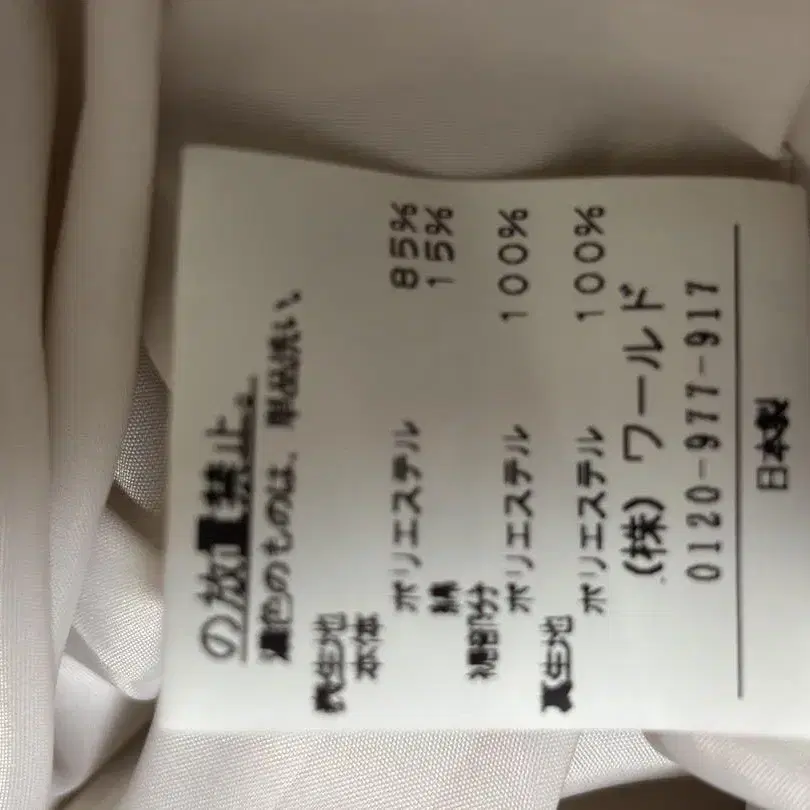 の放置禁止。
濃色のものは、単品洗い。
表生地
本体
ポリエステル 85%
綿 15%
ポリエステル 100%
裏生地
ポリエステル 100%
(株) ワールド
0120-977-917
日本製